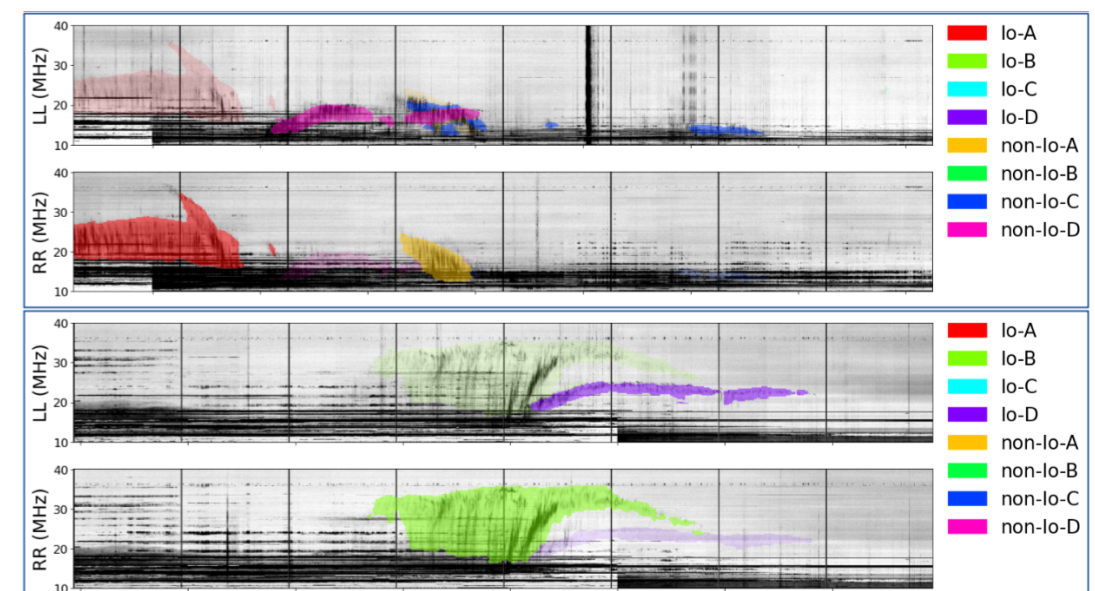 LL (MHz)
40
30
20
10
RR (MHz)
40
30
20
10
Io-A
Io-B
Io-C
Io-D
non-Io-A
non-Io-B
non-Io-C
non-Io-D
LL (MHz)
40
30
20
10
RR (MHz)
40
30
20
10
Io-A
Io-B
Io-C
Io-D
non-Io-A
non-Io-B
non-Io-C
non-Io-D